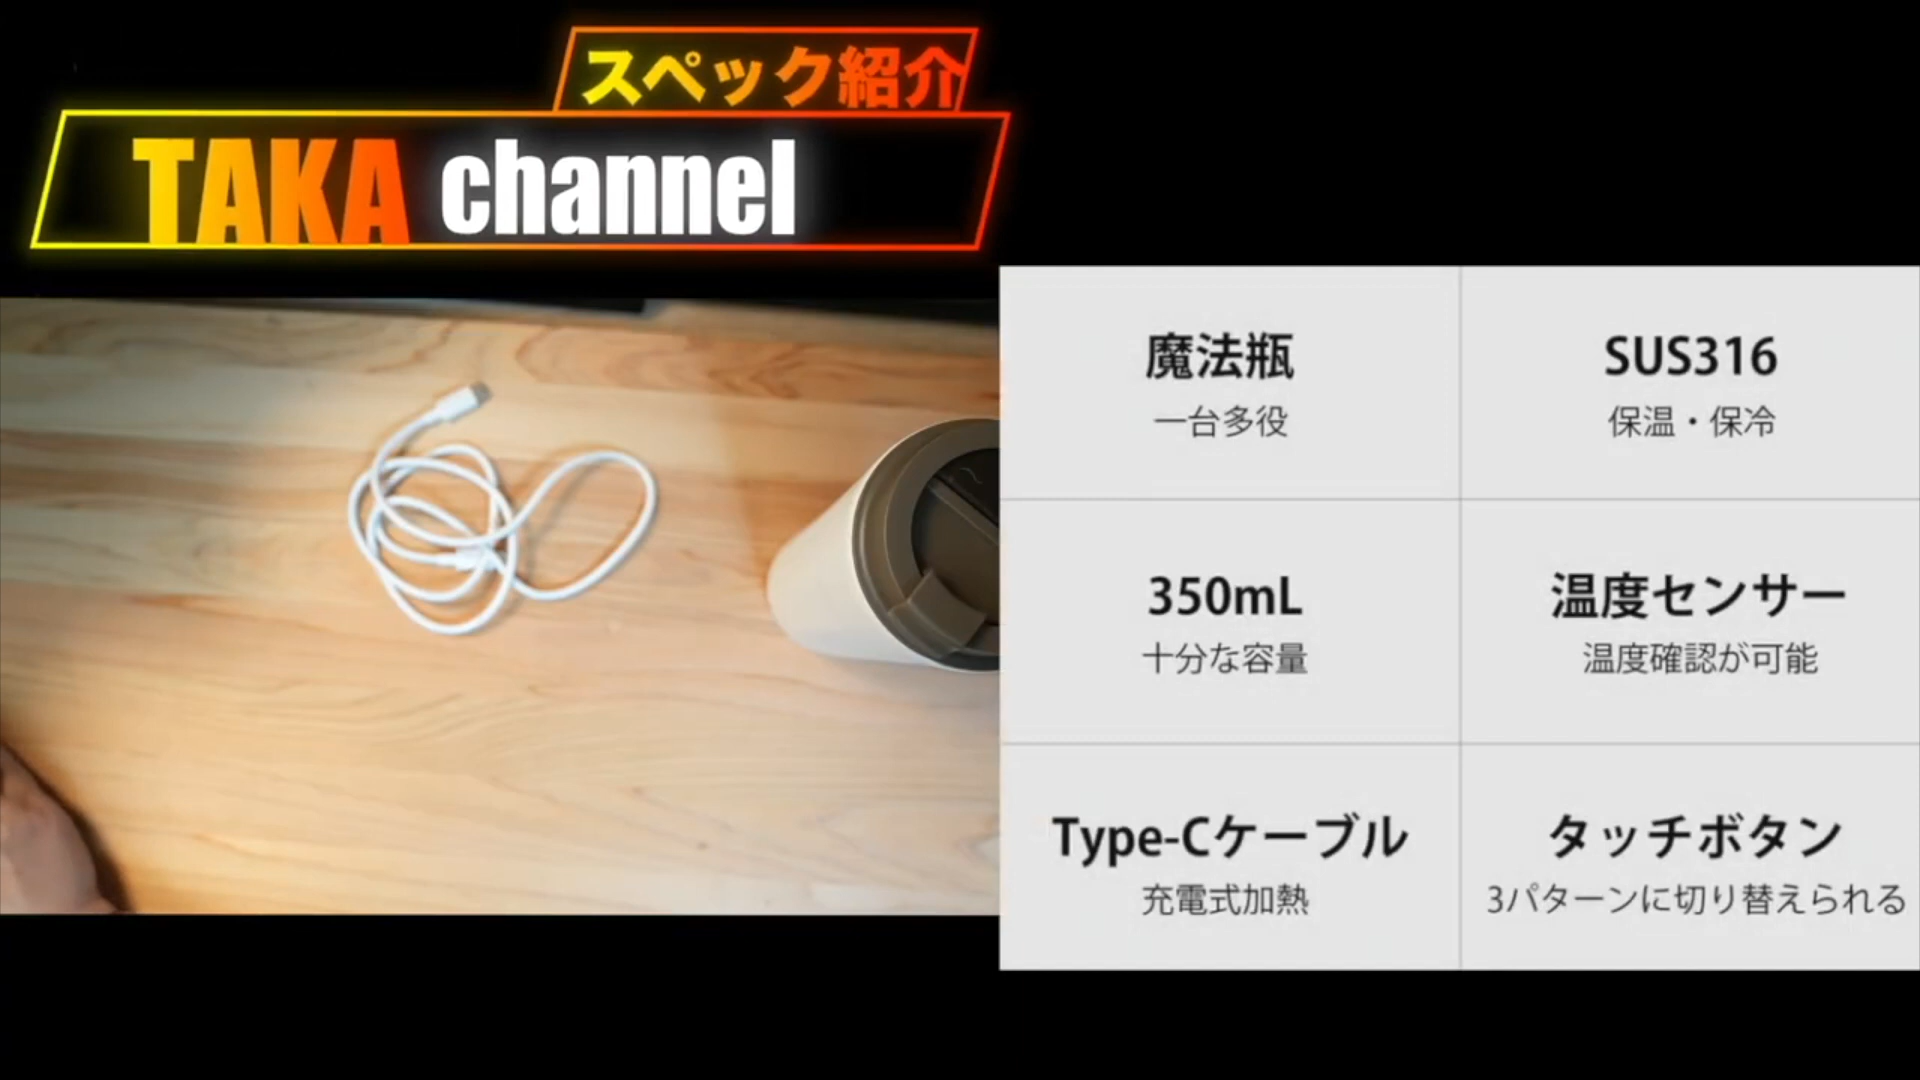 スペック紹介
TAKA channel
魔法瓶
一台多役
SUS316
保温・保冷
350mL
十分な容量
温度センサー
温度確認が可能
Type-Cケーブル
充電式加熱
タッチボタン
3パターンに切り替えられる